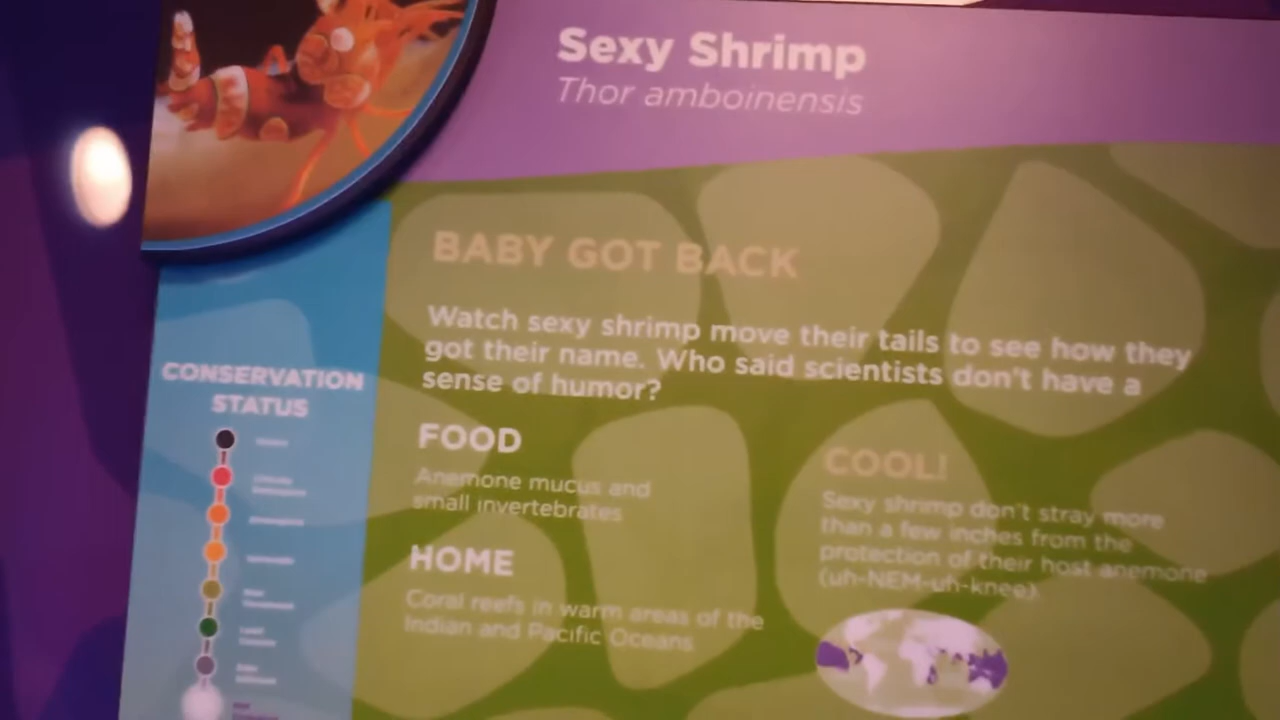 Sexy Shrimp
Thor amboinensis
BABY GOT BACK
Watch sexy shrimp move their tails to see how they
got their name. Who said scientists don't have a
sense of humor?
CONSERVATION
STATUS
FOOD
Anemone mucus and
small invertebrates
HOME
Coral reefs in warm areas of the
Indian and Pacific Oceans
COOL!
Sexy shrimp don't stray more
than a few inches from the
protection of their host anemone
(uh-NEM-uh-knee).